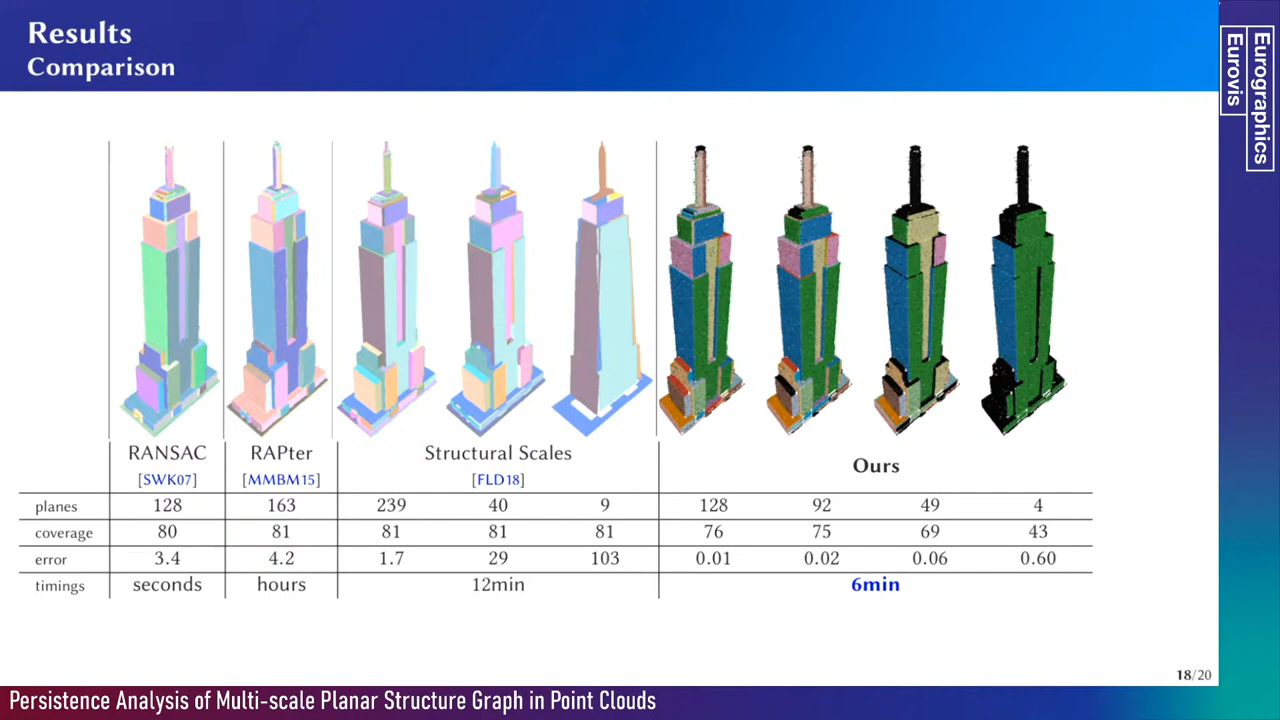 Results
Comparison
Eurographics
Eurovis
RANSAC RAPter Structural Scales Ours
[SWK07] [MMBM15] [FLD18]
planes 128 163 239 40 9 128 92 49 4
coverage 80 81 81 81 81 76 75 69 43
error 3.4 4.2 1.7 29 103 0.01 0.02 0.06 0.60
timings seconds hours 12min 6min
18/20
Persistence Analysis of Multi-scale Planar Structure Graph in Point Clouds